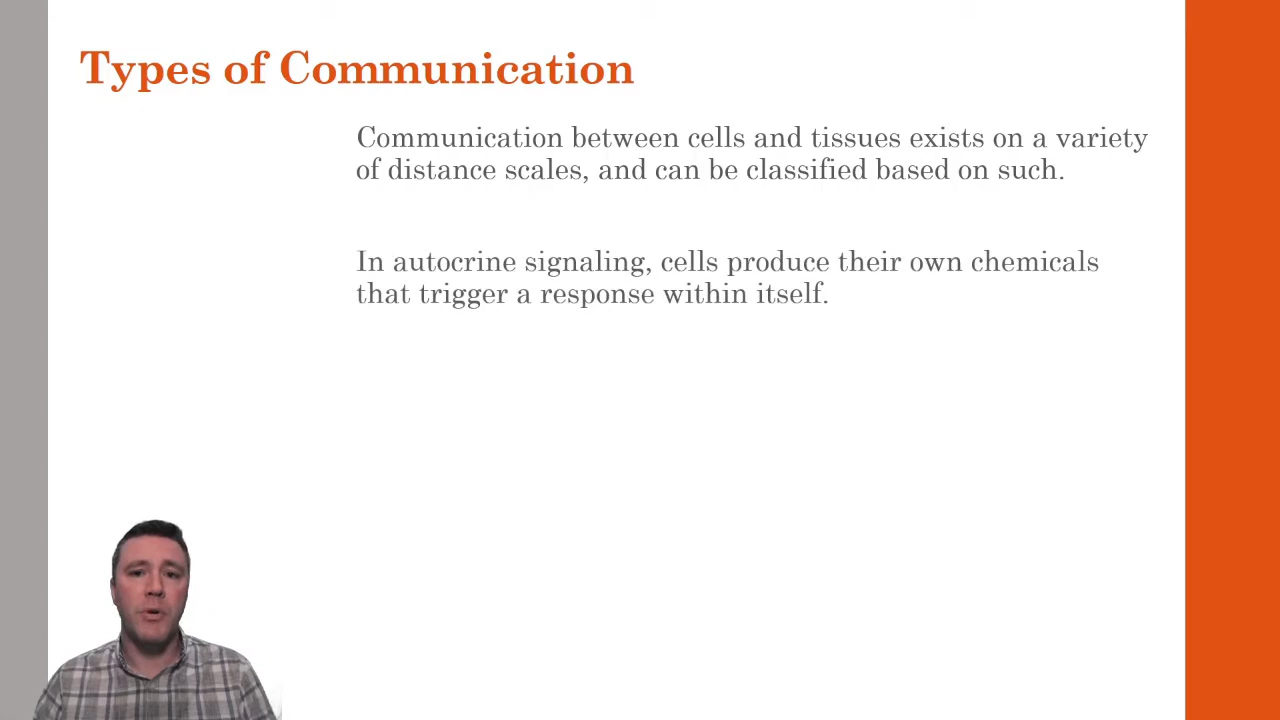 Types of Communication
Communication between cells and tissues exists on a variety
of distance scales, and can be classified based on such.
In autocrine signaling, cells produce their own chemicals
that trigger a response within itself.